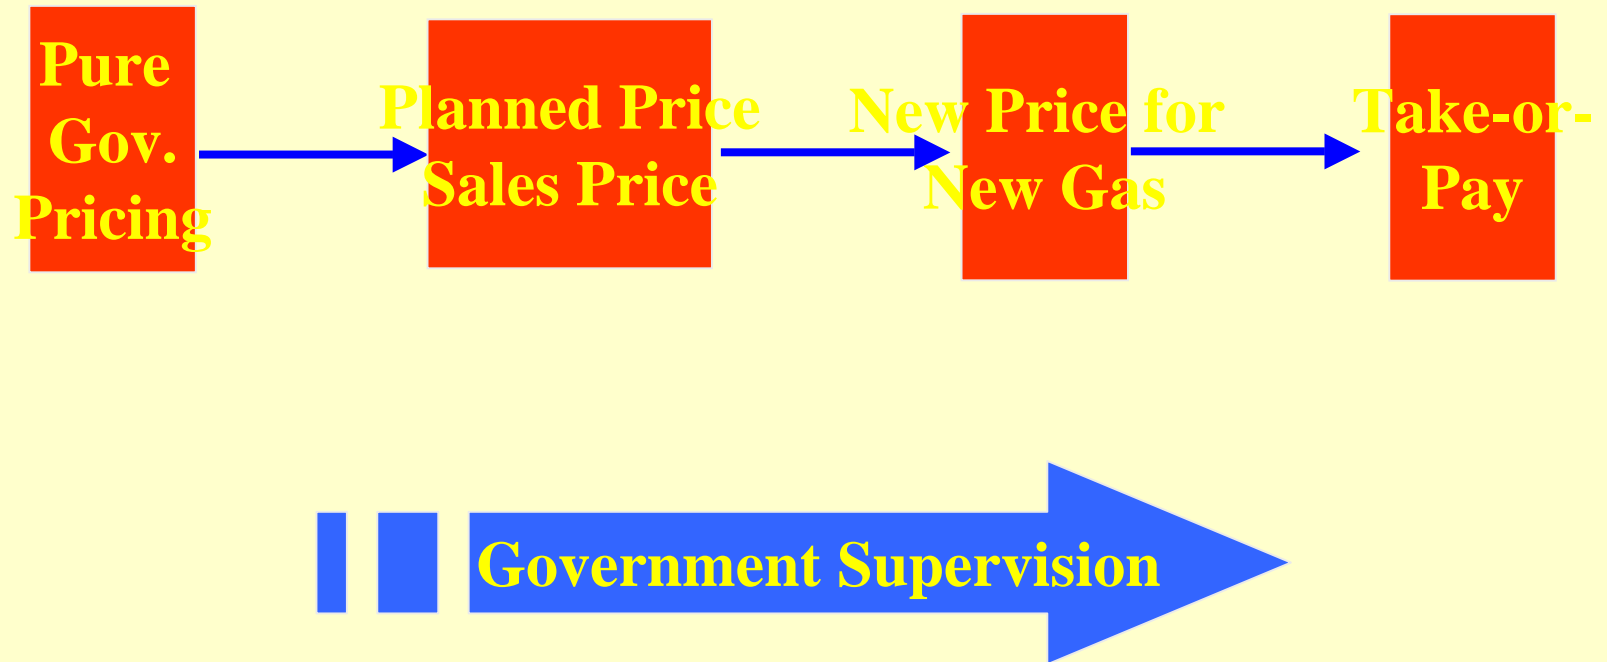 Pure
Gov.
Pricing
Planned Price
Sales Price
New Price for
New Gas
Take-or-
Pay
Government Supervision